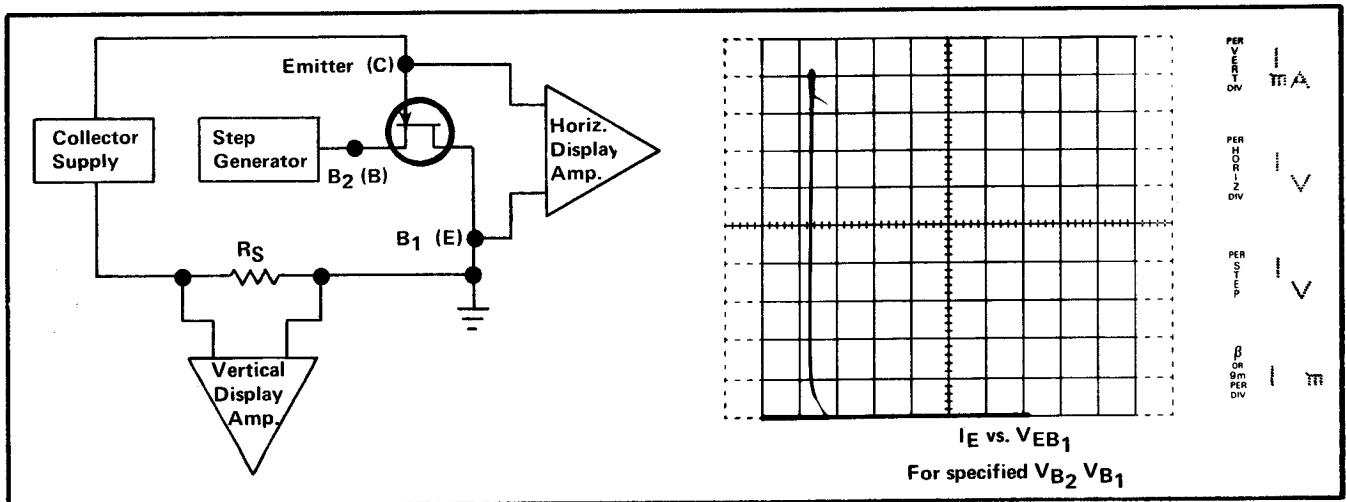 Emitter (C)
Collector
Supply
Step
Generator
B2 (B)
Horiz.
Display
Amp.
B1 (E)
RS
Vertical
Display
Amp.
PER
VERT
DIV
1
mA
PER
HORIZ
DIV
1
V
PER
STEP
1
V
β
OR
gm
PER
DIV
1 m
IE vs. VEB1
For specified VB2 VB1